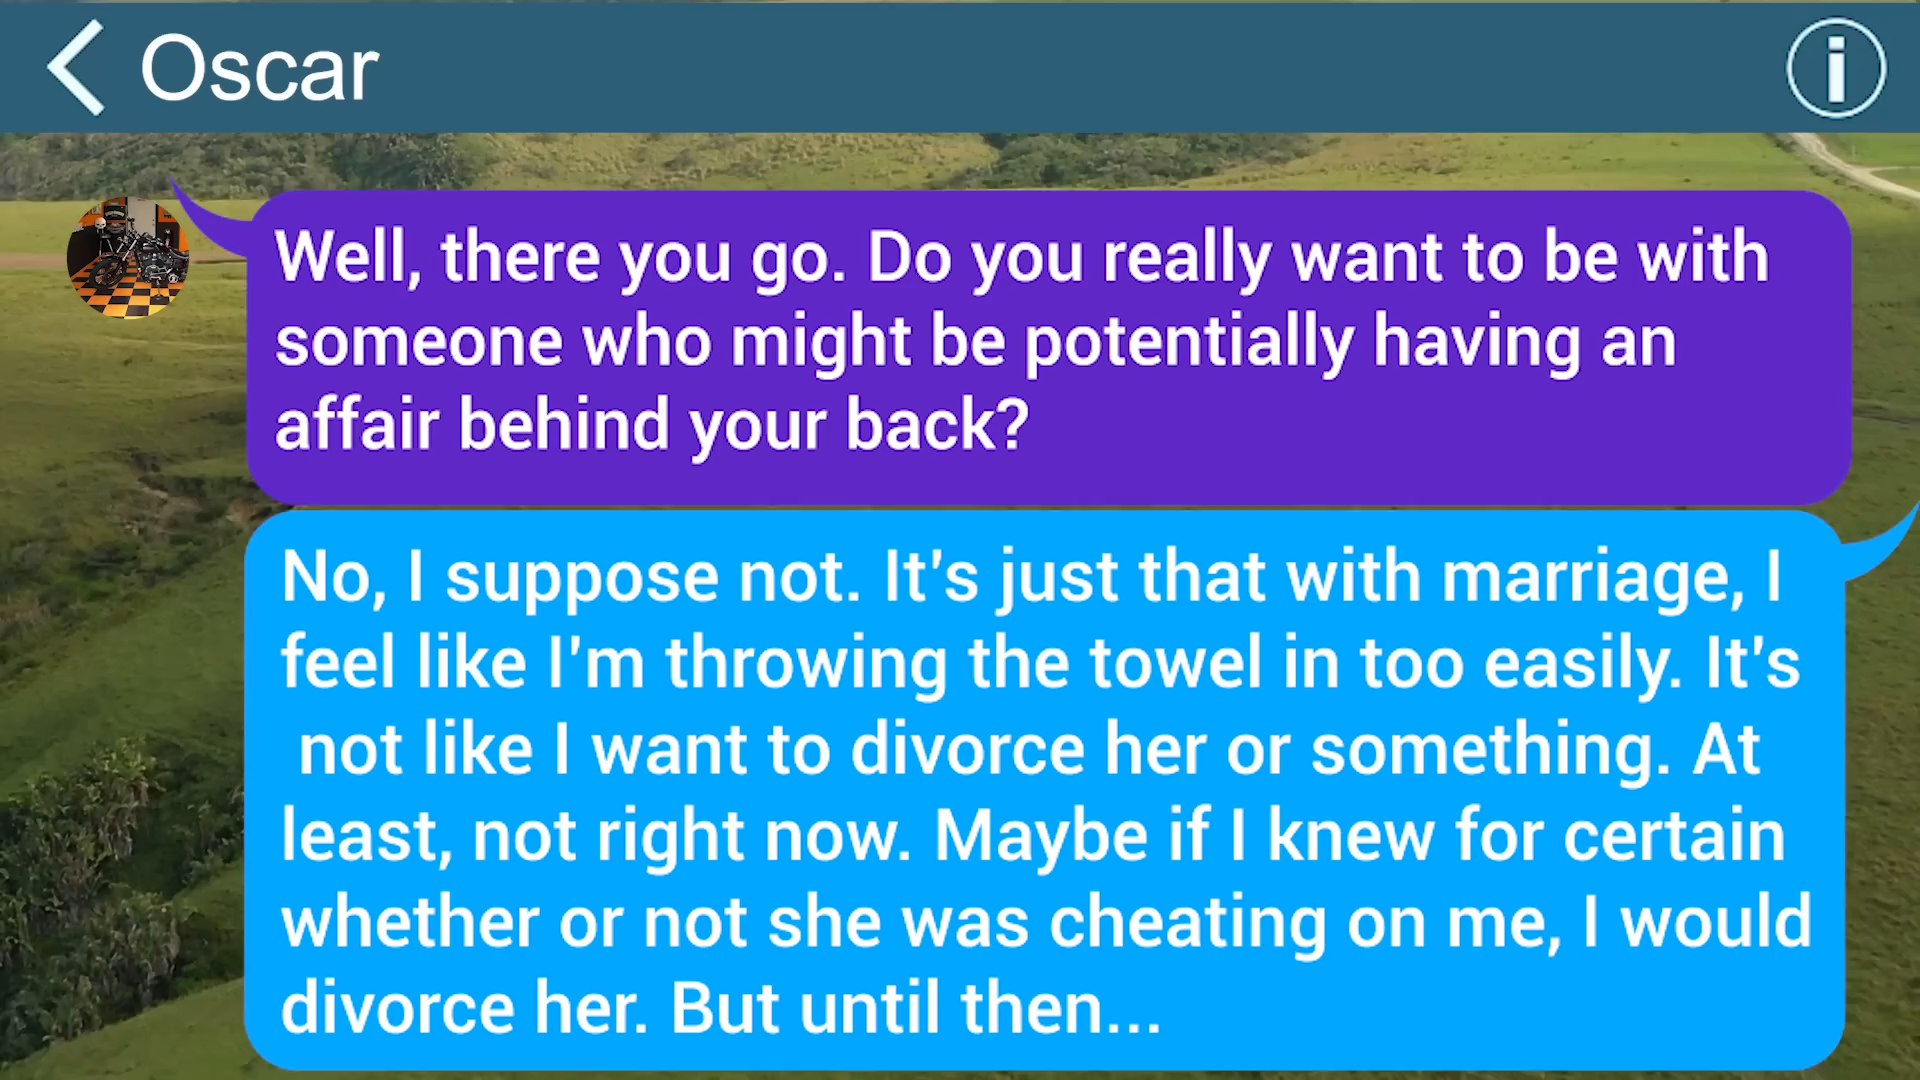 Oscar
Well, there you go. Do you really want to be with
someone who might be potentially having an
affair behind your back?
No, I suppose not. It's just that with marriage, I
feel like I'm throwing the towel in too easily. It's
not like I want to divorce her or something. At
least, not right now. Maybe if I knew for certain
whether or not she was cheating on me, I would
divorce her. But until then...